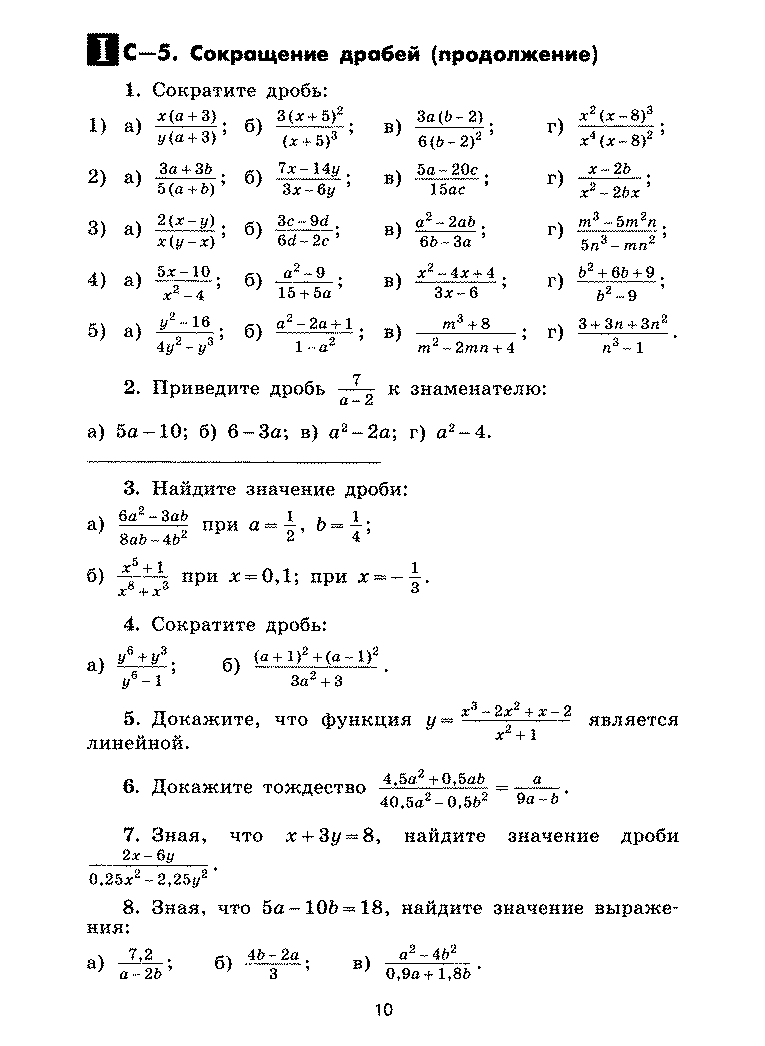 I С—5. Сокращение дробей (продолжение)
1. Сократите дробь:
1) а) x(a + 3) / y(a + 3); б) 3(x + 5)² / (x + 5)³; в) 3a(b - 2) / 6(b - 2)²; г) x²(x - 8)³ / x⁴(x - 8)²;
2) а) 3a + 3b / 5(a + b); б) 7x - 14y / 3x - 6y; в) 5a - 20c / 15ac; г) x - 2b / x² - 2bx;
3) а) 2(x - y) / x(y - x); б) 3c - 9d / 6d - 2c; в) a² - 2ab / 6b - 3a; г) m³ - 5m²n / 5n³ - mn²;
4) а) 5x - 10 / x² - 4; б) a² - 9 / 15 + 5a; в) x² - 4x + 4 / 3x - 6; г) b² + 6b + 9 / b² - 9;
5) а) y² - 16 / 4y² - y³; б) a² - 2a + 1 / 1 - a²; в) m³ + 8 / m² - 2mn + 4; г) 3 + 3n + 3n² / n³ - 1.
2. Приведите дробь 7 / a - 2 к знаменателю:
а) 5a - 10; б) 6 - 3a; в) a² - 2a; г) a² - 4.
3. Найдите значение дроби:
а) 6a² - 3ab / 8ab - 4b² при a = 1/2, b = 1/4;
б) x⁵ + 1 / x⁸ + x³ при x = 0,1; при x = - 1/3.
4. Сократите дробь:
а) y⁶ + y³ / y⁶ - 1; б) (a + 1)² + (a - 1)² / 3a² + 3.
5. Докажите, что функция y = x³ - 2x² + x - 2 / x² + 1 является
линейной.
6. Докажите тождество 4,5a² + 0,5ab / 40,5a² - 0,5b² = a / 9a - b.
7. Зная, что x + 3y = 8, найдите значение дроби
2x - 6y / 0,25x² - 2,25y².
8. Зная, что 5a - 10b = 18, найдите значение выраже-
ния:
а) 7,2 / a - 2b; б) 4b - 2a / 3; в) a² - 4b² / 0,9a + 1,8b.
10